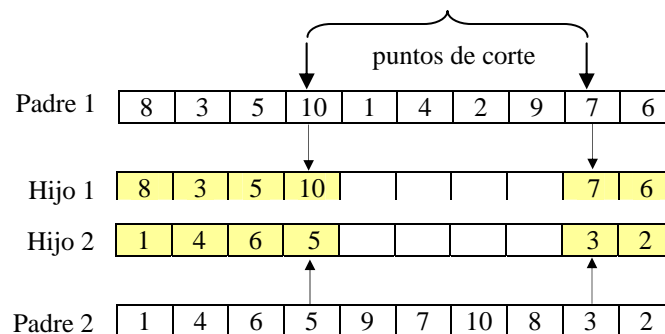 puntos de corte
Padre 1 8 3 5 10 1 4 2 9 7 6
Hijo 1 8 3 5 10 7 6
Hijo 2 1 4 6 5 3 2
Padre 2 1 4 6 5 9 7 10 8 3 2